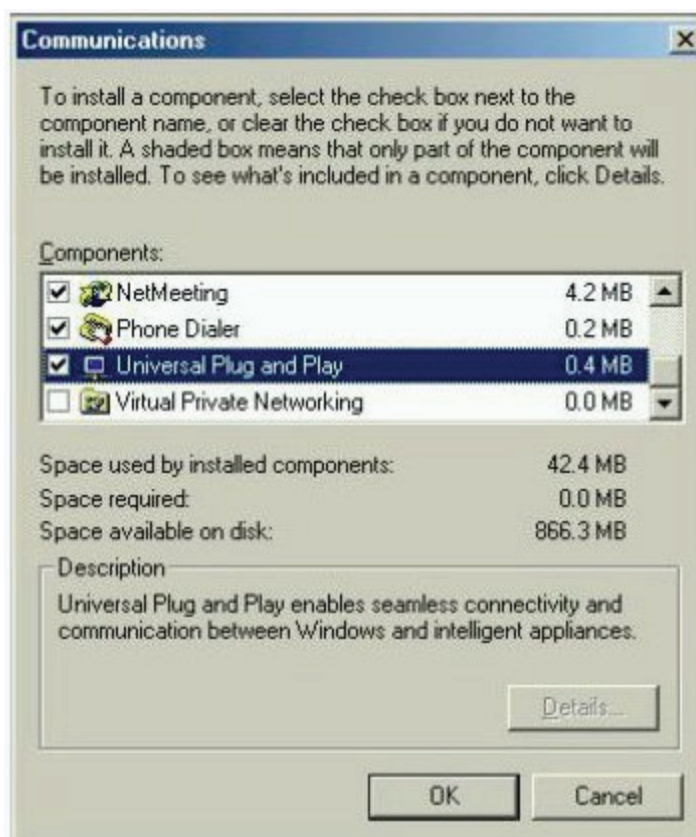 Communications
To install a component, select the check box next to the
component name, or clear the check box if you do not want to
install it. A shaded box means that only part of the component will
be installed. To see what's included in a component, click Details.
Components:
NetMeeting 4.2 MB
Phone Dialer 0.2 MB
Universal Plug and Play 0.4 MB
Virtual Private Networking 0.0 MB
Space used by installed components: 42.4 MB
Space required: 0.0 MB
Space available on disk: 866.3 MB
Description
Universal Plug and Play enables seamless connectivity and
communication between Windows and intelligent appliances.
Details...
OK Cancel